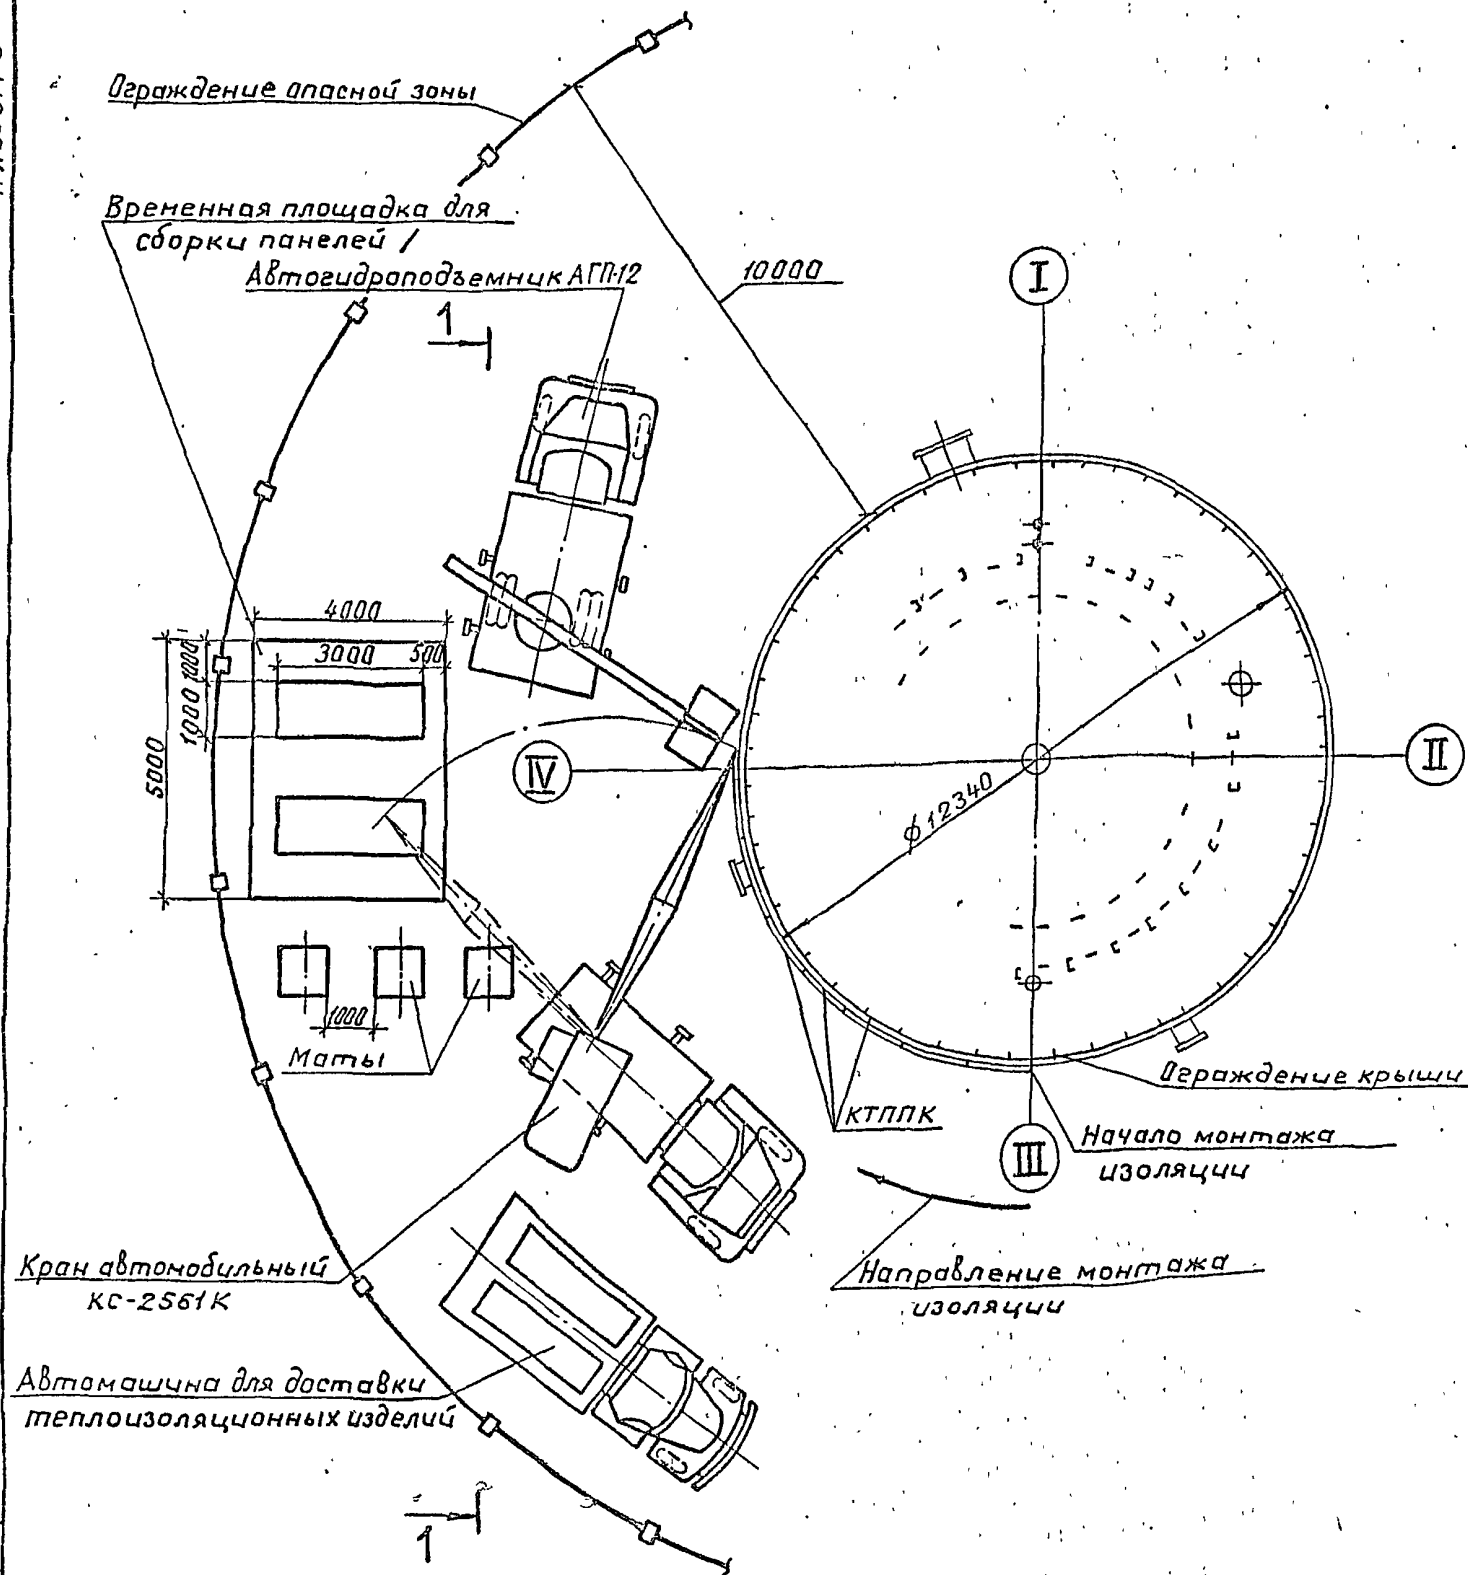 Ограждение опасной зоны
Временная площадка для
сборки панелей
Автогидроподъемник АГП-12
10000
1
I
4000
3000
500
1000
1000
5000
IV
II
ϕ12340
1000
Маты
КТППК
Ограждение крыши
III
Начало монтажа
изоляции
Кран автомобильный
КС-2561К
Направление монтажа
изоляции
Автомашина для доставки
теплоизоляционных изделий
1